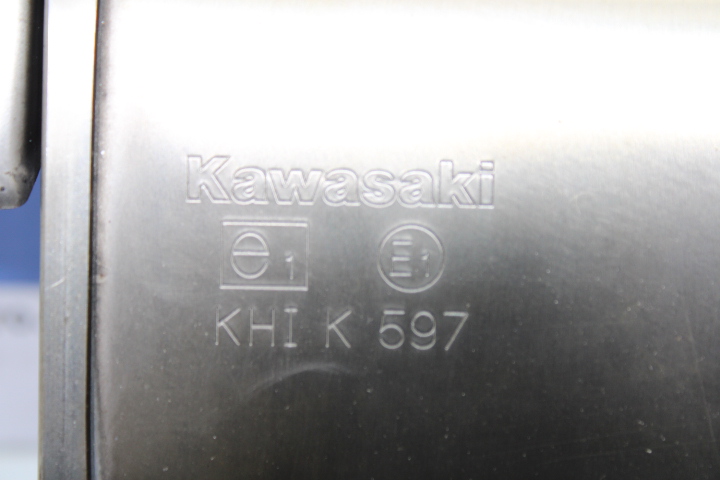 Kawasaki
e1 E1
KHI K 597